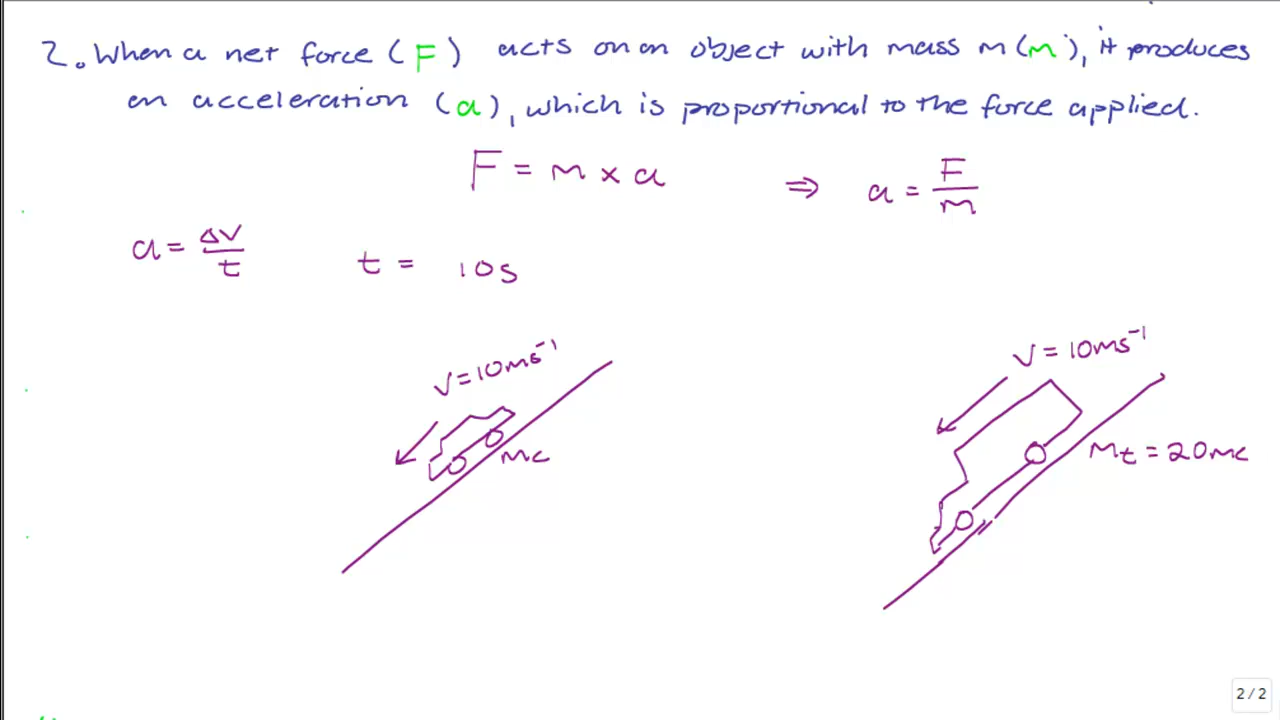 2. When a net force (F) acts on an object with mass m (m), it produces
an acceleration (a), which is proportional to the force applied.
F = m × a ⇒ a = F/m
a = ΔV/t t = 10s
V = 10ms⁻¹
V = 10ms⁻¹
mc
Mt = 20mc
2 / 2